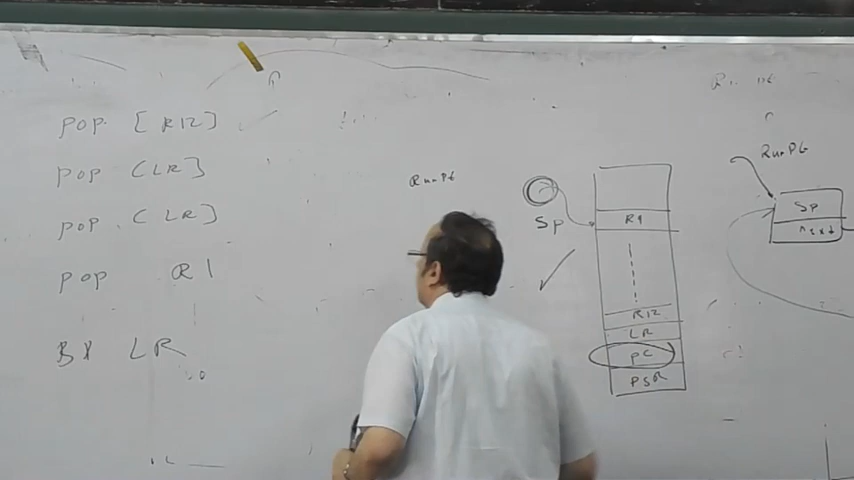 pop [R12]
pop (LR]
pop (LR]
pop R1
BX LR
RunPt
Sp
R1
R12
LR
PC
PSR
RunPt
Sp
next